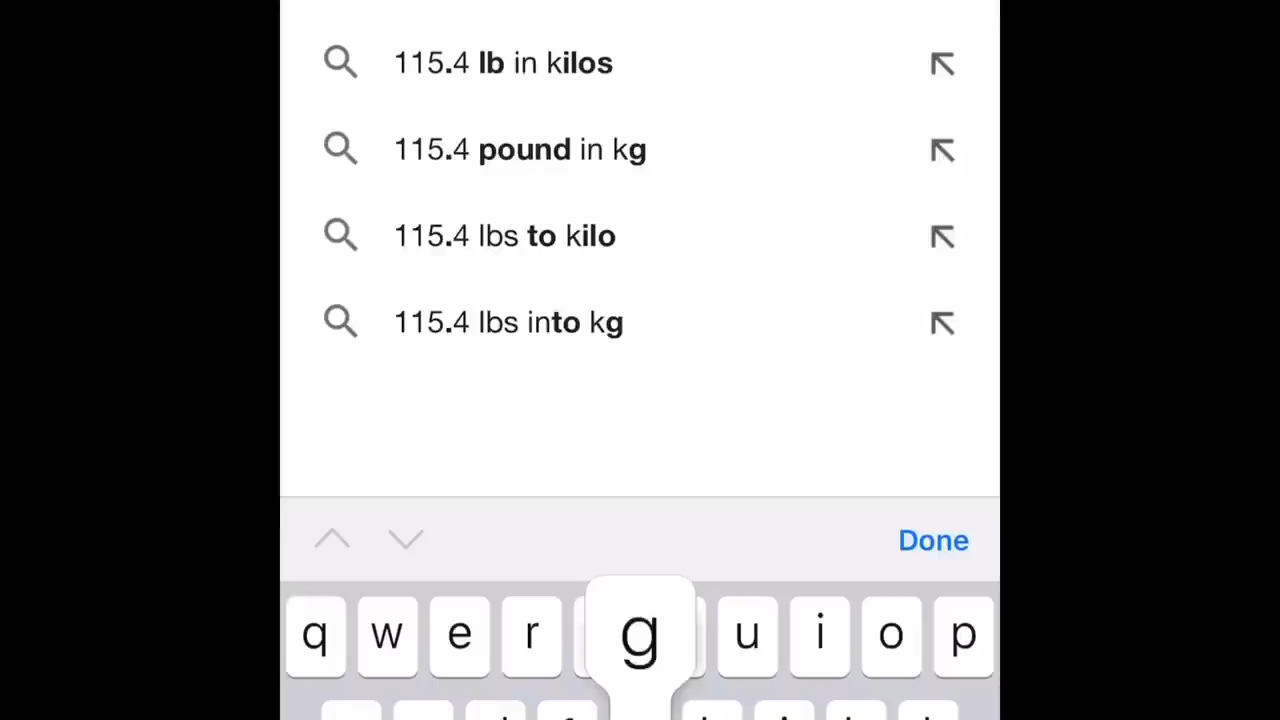 115.4 lb in kilos
115.4 pound in kg
115.4 lbs to kilo
115.4 lbs into kg
Done
q w e r g u i o p